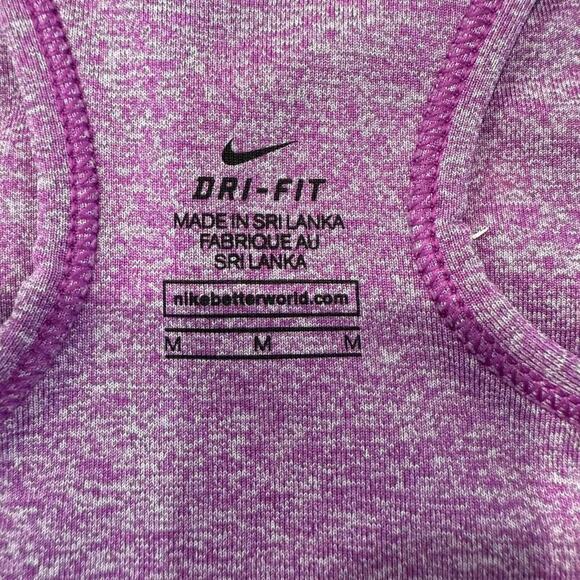 DRI-FIT
MADE IN SRI LANKA
FABRIQUE AU
SRI LANKA
nikebetterworld.com
M M M